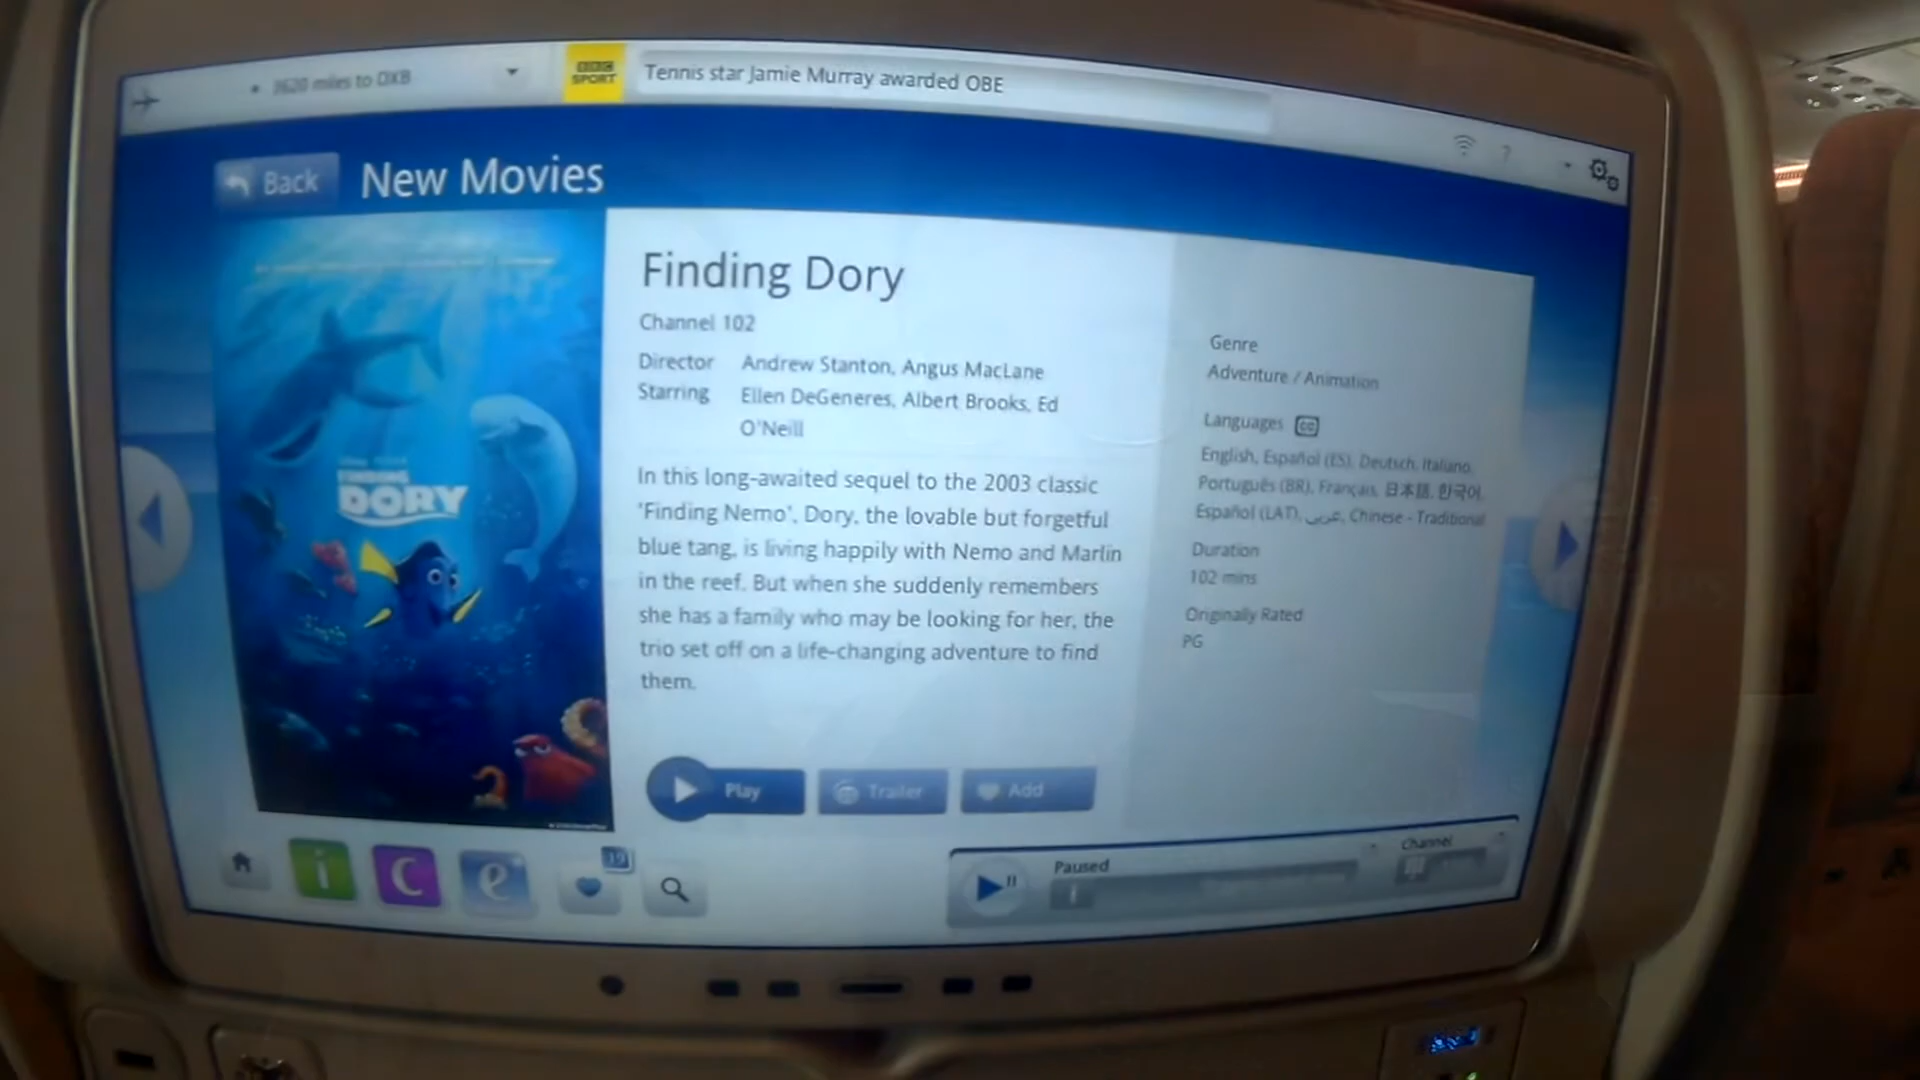 3620 miles to DXB
BBC
SPORT
Tennis star Jamie Murray awarded OBE
?
Back
New Movies
FINDING
DORY
Finding Dory
Channel 102
Director Andrew Stanton, Angus MacLane
Starring Ellen DeGeneres, Albert Brooks, Ed
O'Neill
In this long-awaited sequel to the 2003 classic
'Finding Nemo', Dory, the lovable but forgetful
blue tang, is living happily with Nemo and Marlin
in the reef. But when she suddenly remembers
she has a family who may be looking for her, the
trio set off on a life-changing adventure to find
them.
Play
Trailer
Add
Genre
Adventure / Animation
Languages CC
English, Español (ES), Deutsch, Italiano,
Português (BR), Français, 日本語, 한국어,
Español (LAT), عربي, Chinese - Traditional
Duration
102 mins
Originally Rated
PG
i
C
e
19
Paused
i
Channel